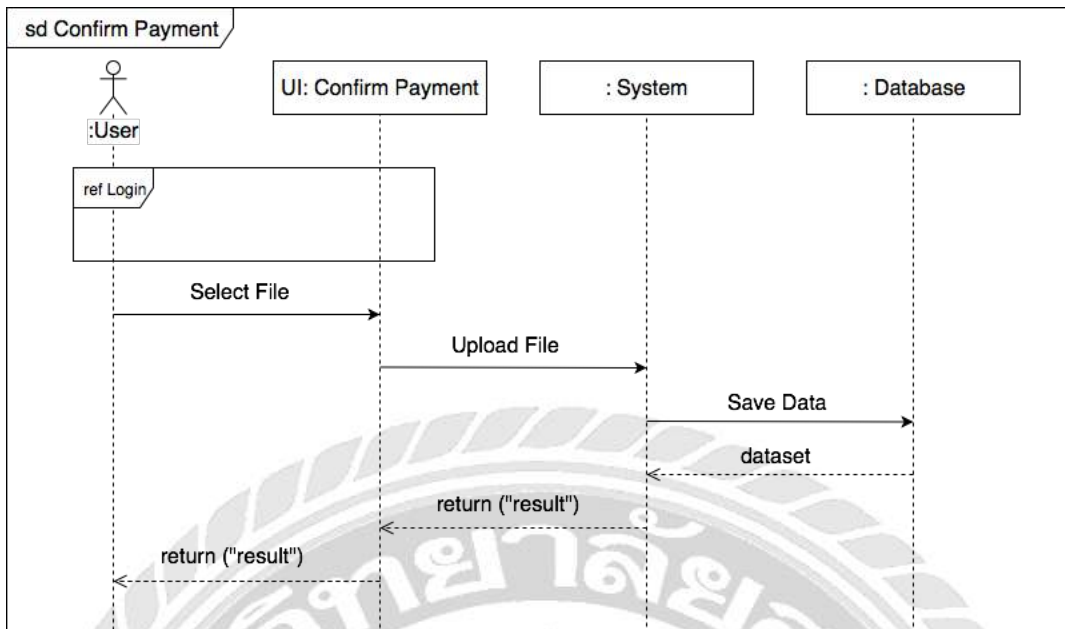 sd Confirm Payment
:User
UI: Confirm Payment
: System
: Database
ref Login
Select File
Upload File
Save Data
dataset
return ("result")
return ("result")